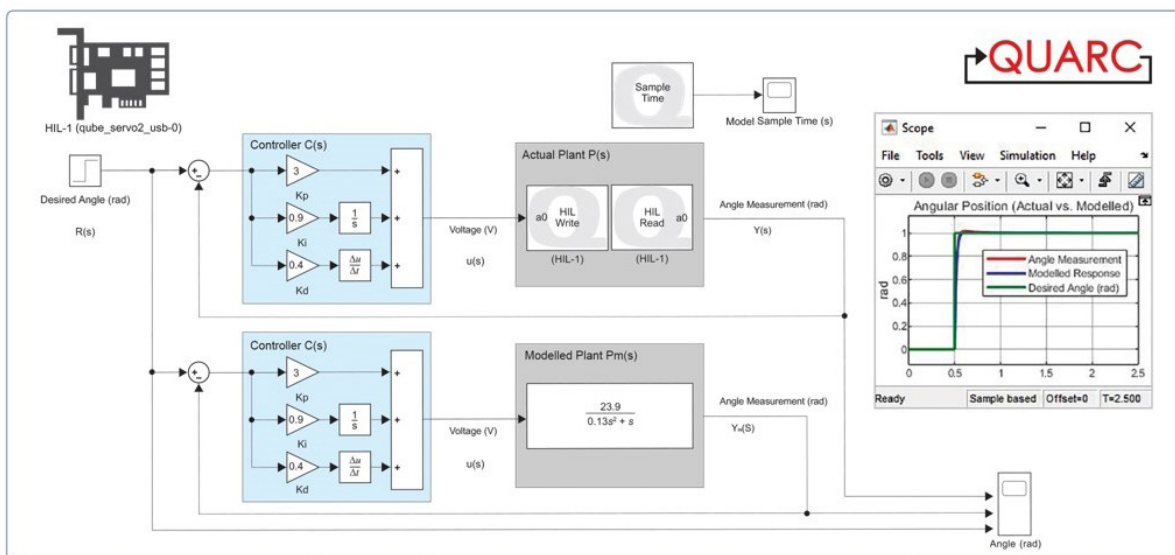 QUARC
Sample
Time
Model Sample Time (s)
HIL-1 (qube_servo2_usb-0)
Desired Angle (rad)
R(s)
+
-
Controller C(s)
3
Kp
0.9
Ki
1
s
0.4
Kd
Δu
Δt
+
+
+
Voltage (V)
u(s)
Actual Plant P(s)
a0 HIL
Write
(HIL-1)
HIL a0
Read
(HIL-1)
Angle Measurement (rad)
Y(s)
Scope
File Tools View Simulation Help
Angular Position (Actual vs. Modelled)
rad
1
0.8
0.6
0.4
0.2
0
Angle Measurement
Modelled Response
Desired Angle (rad)
0 0.5 1 1.5 2 2.5
Ready Sample based Offset=0 T=2.500
+
-
Controller C(s)
3
Kp
0.9
Ki
1
s
0.4
Kd
Δu
Δt
+
+
+
Voltage (V)
u(s)
Modelled Plant Pm(s)
23.9
0.13s² + s
Angle Measurement (rad)
Yₘ(S)
Angle (rad)